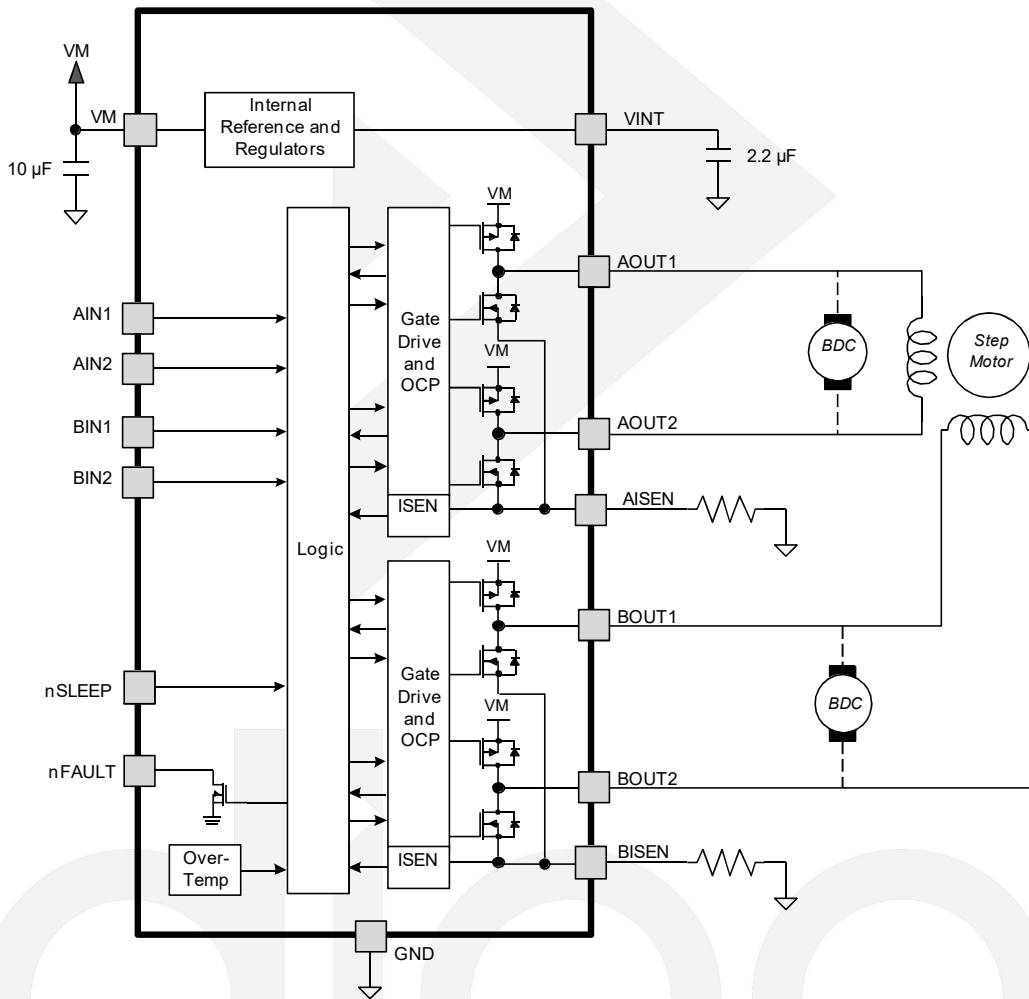 VM
VM
10 µF
Internal
Reference and
Regulators
VINT
2.2 µF
VM
AOUT1
AIN1
AIN2
BIN1
BIN2
Gate
Drive
and
OCP
VM
BDC
Step
Motor
AOUT2
ISEN
AISEN
Logic
VM
BOUT1
nSLEEP
Gate
Drive
and
OCP
VM
BDC
nFAULT
BOUT2
Over-
Temp
ISEN
BISEN
GND